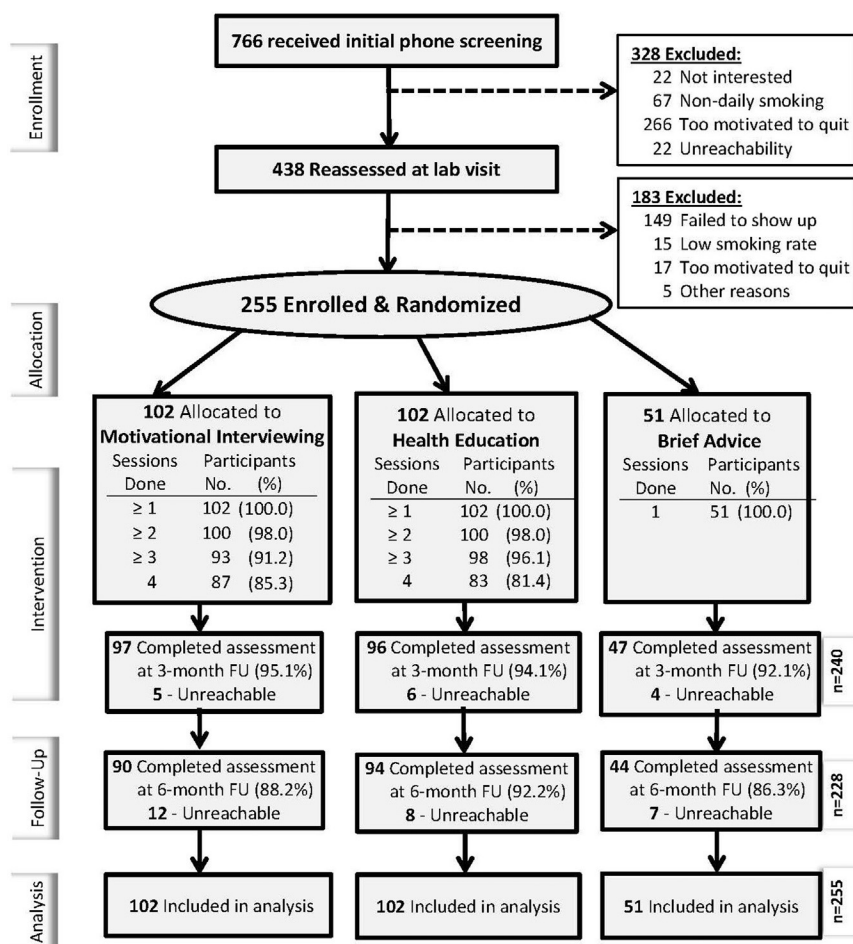 Enrollment
766 received initial phone screening
328 Excluded:
22 Not interested
67 Non-daily smoking
266 Too motivated to quit
22 Unreachability
438 Reassessed at lab visit
183 Excluded:
149 Failed to show up
15 Low smoking rate
17 Too motivated to quit
5 Other reasons
Allocation
255 Enrolled & Randomized
102 Allocated to
Motivational Interviewing
Sessions Participants
Done No. (%)
≥ 1 102 (100.0)
≥ 2 100 (98.0)
≥ 3 93 (91.2)
4 87 (85.3)
102 Allocated to
Health Education
Sessions Participants
Done No. (%)
≥ 1 102 (100.0)
≥ 2 100 (98.0)
≥ 3 98 (96.1)
4 83 (81.4)
51 Allocated to
Brief Advice
Sessions Participants
Done No. (%)
1 51 (100.0)
Intervention
97 Completed assessment
at 3-month FU (95.1%)
5 - Unreachable
96 Completed assessment
at 3-month FU (94.1%)
6 - Unreachable
47 Completed assessment
at 3-month FU (92.1%)
4 - Unreachable
n=240
Follow-Up
90 Completed assessment
at 6-month FU (88.2%)
12 - Unreachable
94 Completed assessment
at 6-month FU (92.2%)
8 - Unreachable
44 Completed assessment
at 6-month FU (86.3%)
7 - Unreachable
n=228
Analysis
102 Included in analysis
102 Included in analysis
51 Included in analysis
n=255